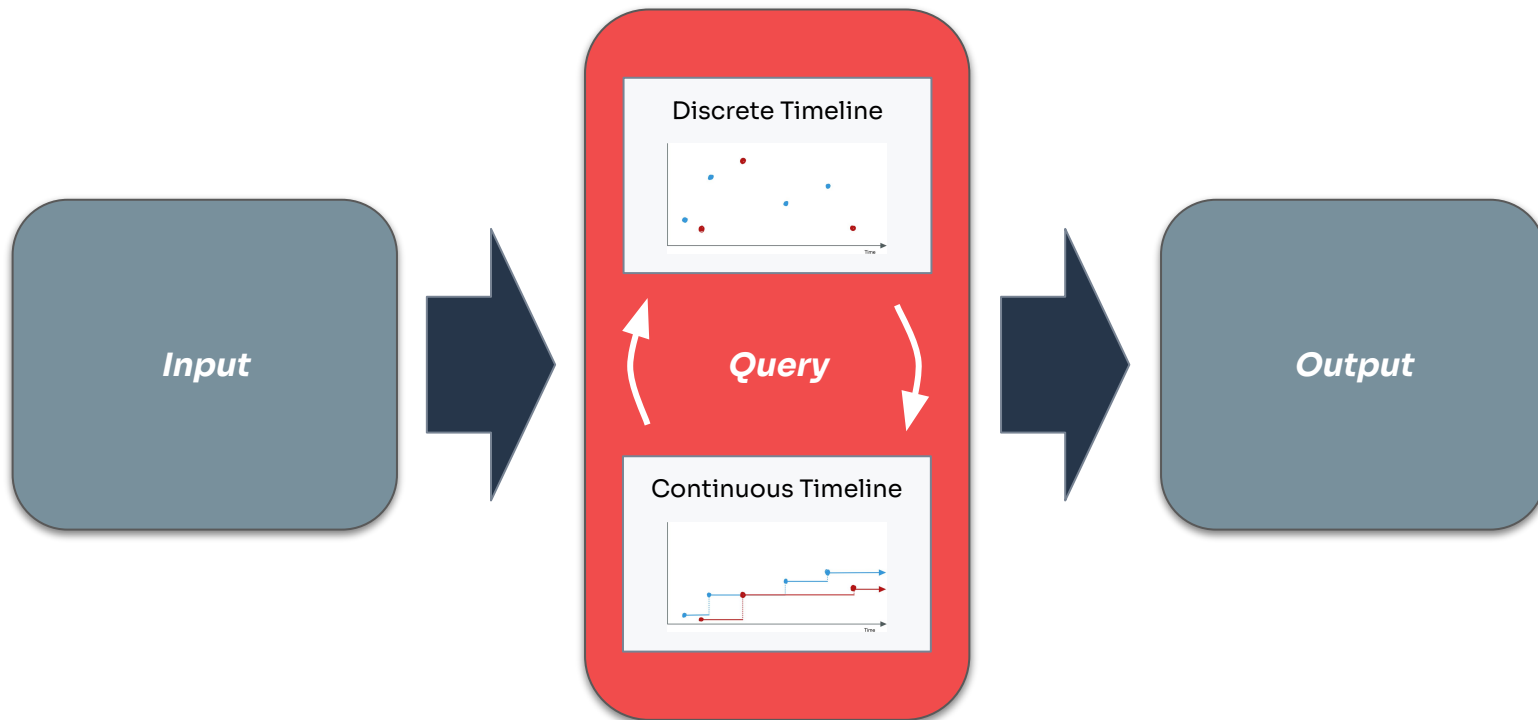 Input
Discrete Timeline
Time
Query
Continuous Timeline
Time
Output